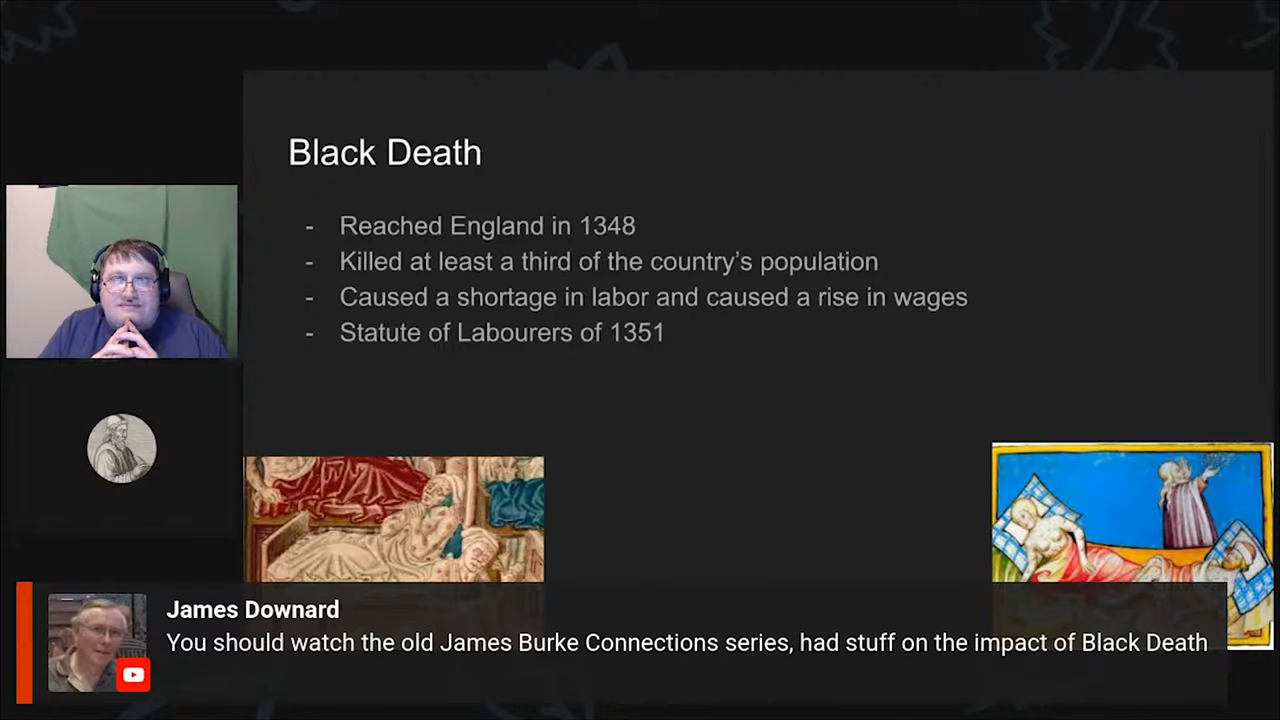 Black Death
- Reached England in 1348
- Killed at least a third of the country’s population
- Caused a shortage in labor and caused a rise in wages
- Statute of Labourers of 1351
James Downard
You should watch the old James Burke Connections series, had stuff on the impact of Black Death